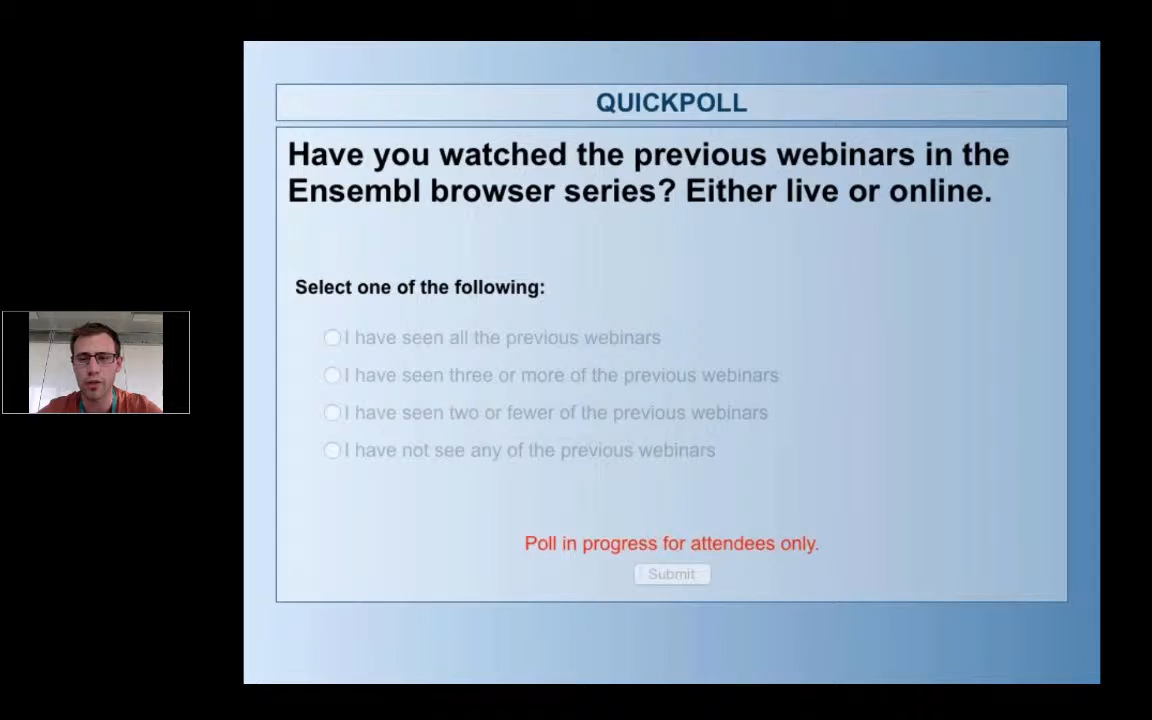 QUICKPOLL
Have you watched the previous webinars in the
Ensembl browser series? Either live or online.
Select one of the following:
I have seen all the previous webinars
I have seen three or more of the previous webinars
I have seen two or fewer of the previous webinars
I have not see any of the previous webinars
Poll in progress for attendees only.
Submit